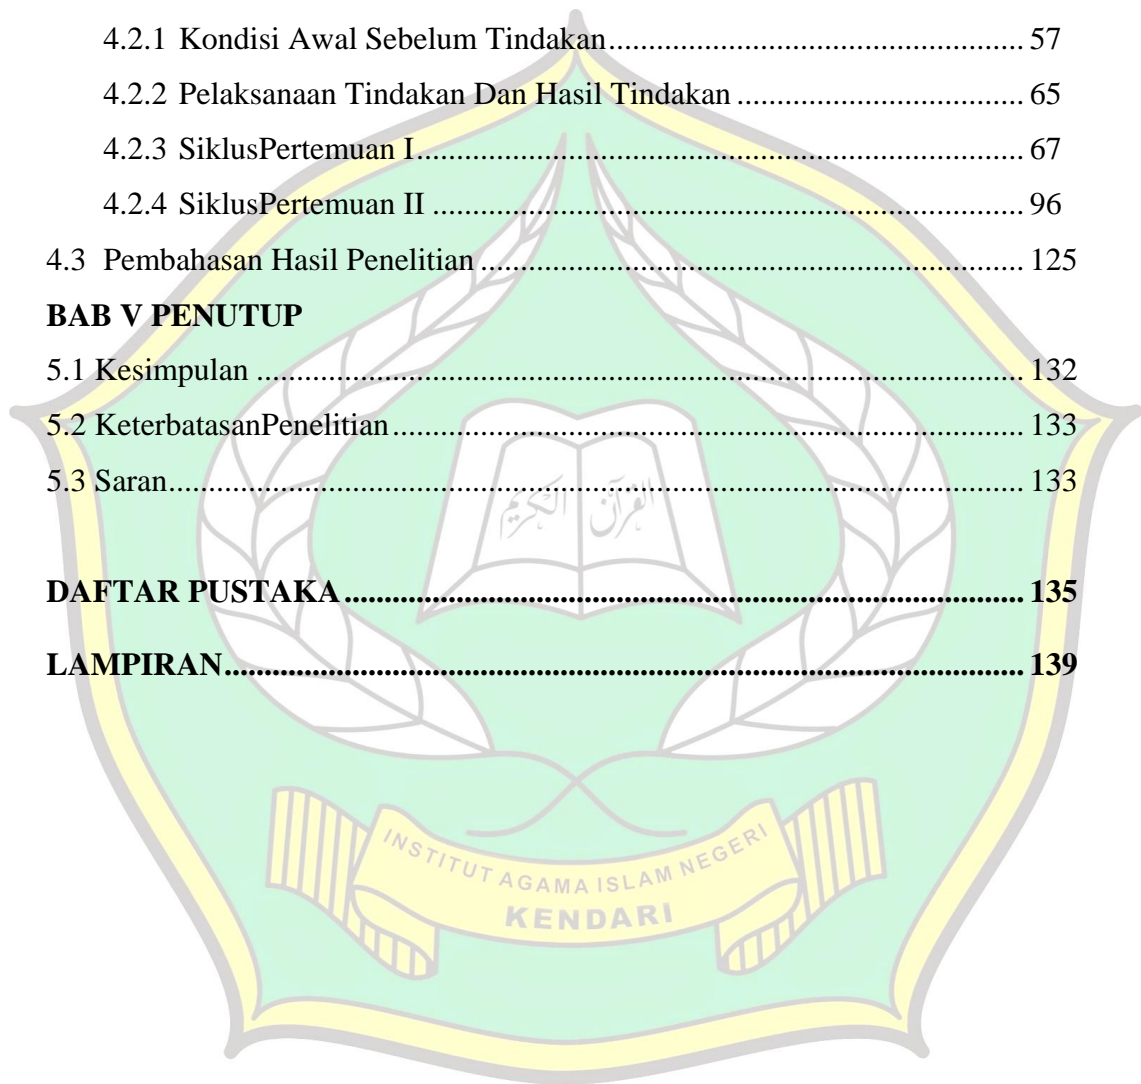 4.2.1 Kondisi Awal Sebelum Tindakan.................................................... 57
4.2.2 Pelaksanaan Tindakan Dan Hasil Tindakan .................................... 65
4.2.3 SiklusPertemuan I........................................................................... 67
4.2.4 SiklusPertemuan II ......................................................................... 96
4.3 Pembahasan Hasil Penelitian .................................................................... 125
BAB V PENUTUP
5.1 Kesimpulan ................................................................................................ 132
5.2 KeterbatasanPenelitian............................................................................... 133
5.3 Saran........................................................................................................... 133
القرآن الكريم
DAFTAR PUSTAKA ..................................................................................... 135
LAMPIRAN.................................................................................................... 139
INSTITUT AGAMA ISLAM NEGERI
KENDARI